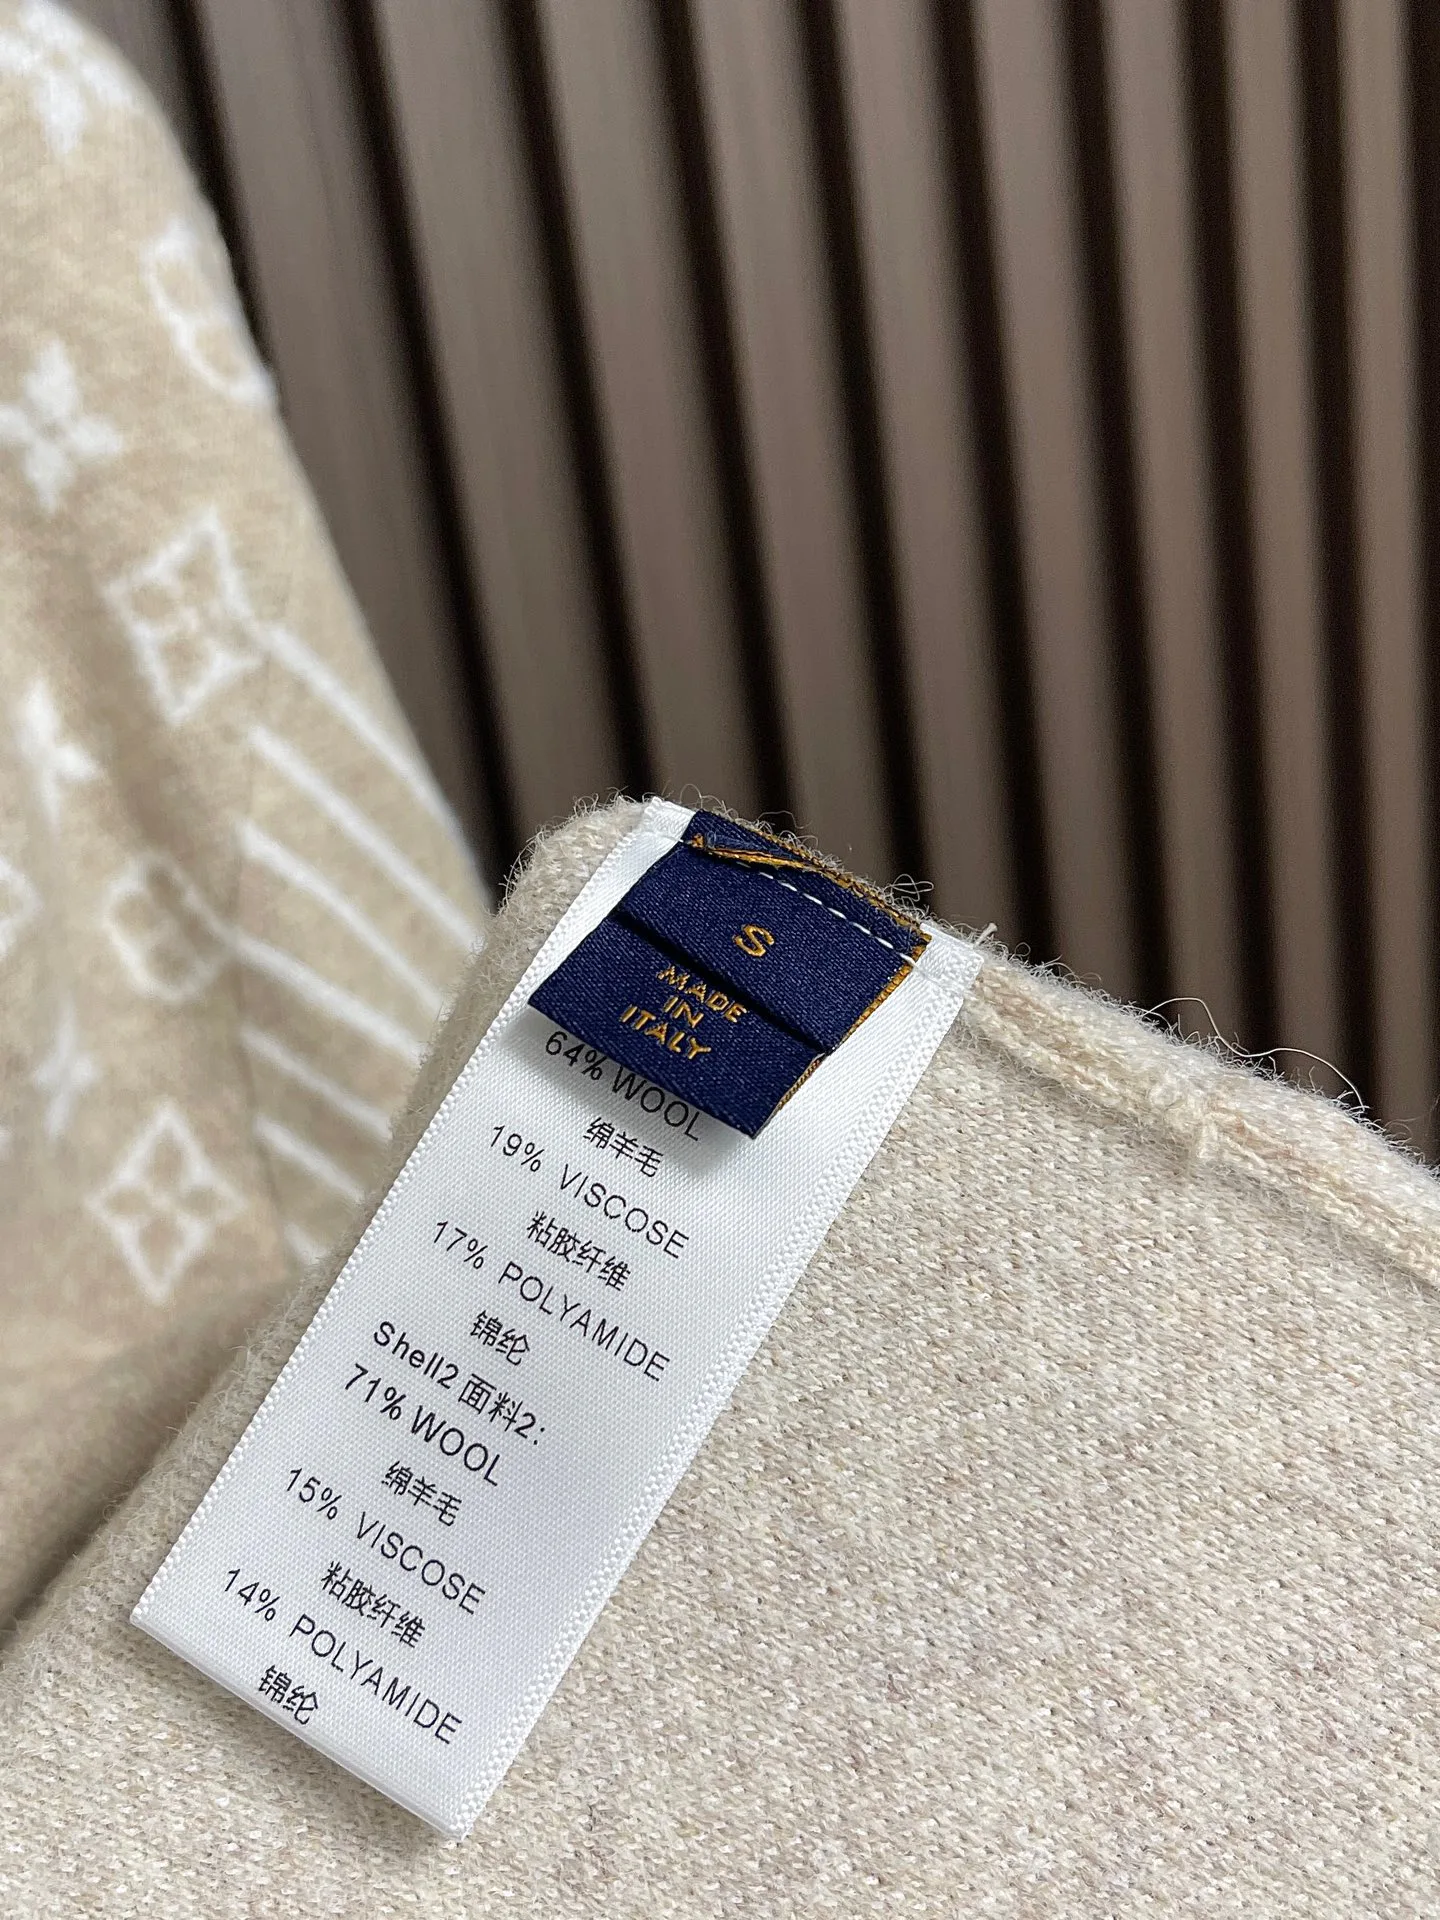 S
MADE
IN
ITALY
64% WOOL
绵羊毛
19% VISCOSE
粘胶纤维
17% POLYAMIDE
锦纶
Shell2 面料2:
71% WOOL
绵羊毛
15% VISCOSE
粘胶纤维
14% POLYAMIDE
锦纶